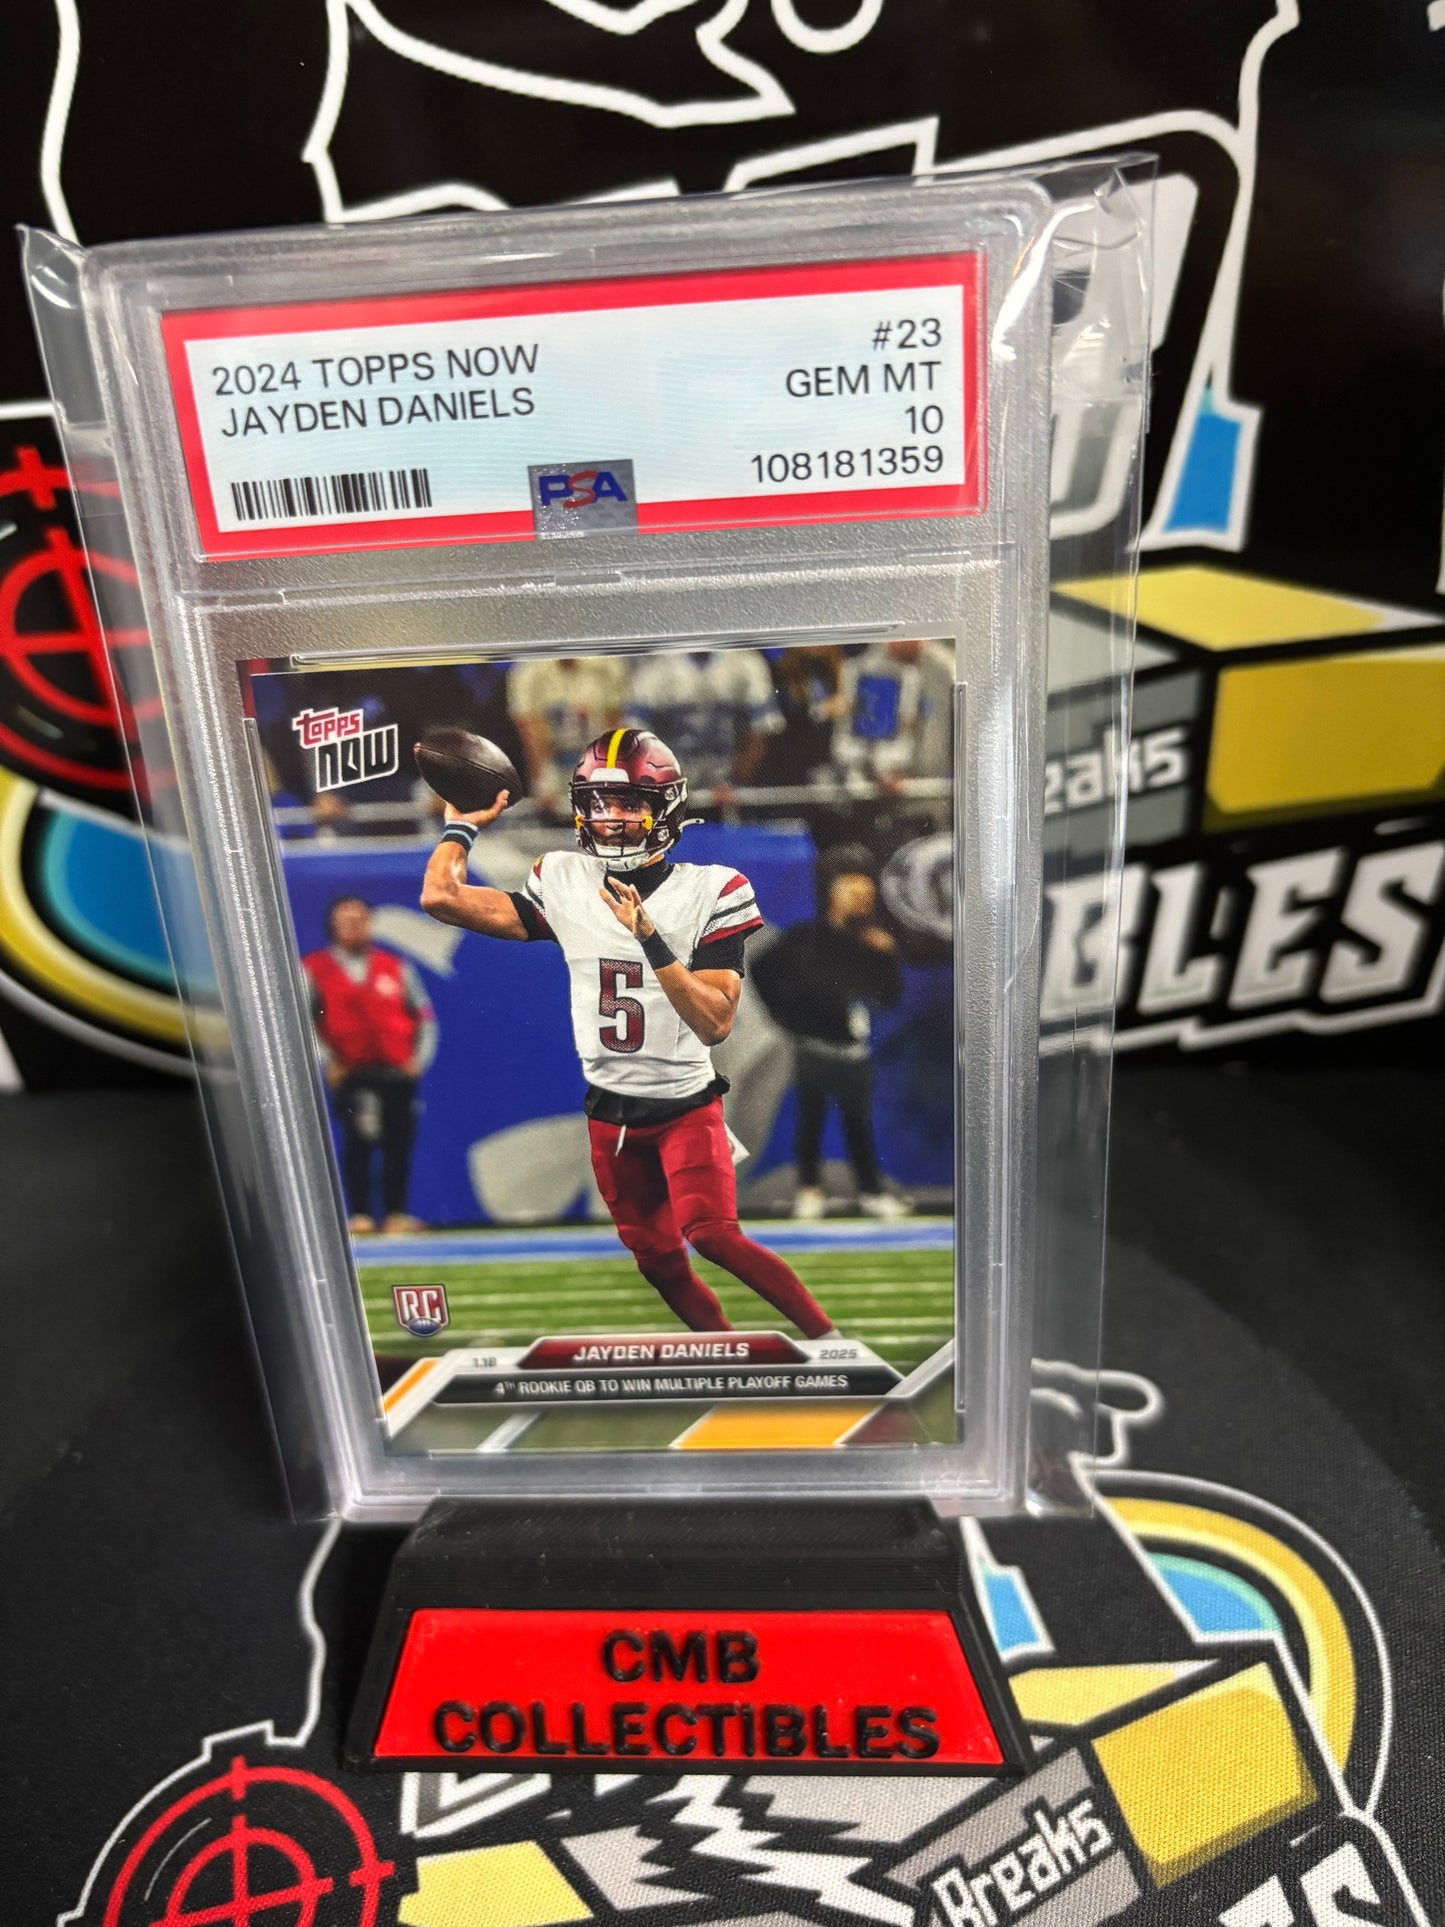 2024 TOPPS NOW
JAYDEN DANIELS
#23
GEM MT
10
108181359
PSA
topps
NOW
5
RC
JAYDEN DANIELS
1.18
2025
4TH ROOKIE QB TO WIN MULTIPLE PLAYOFF GAMES
CMB
COLLECTIBLES
Breaks